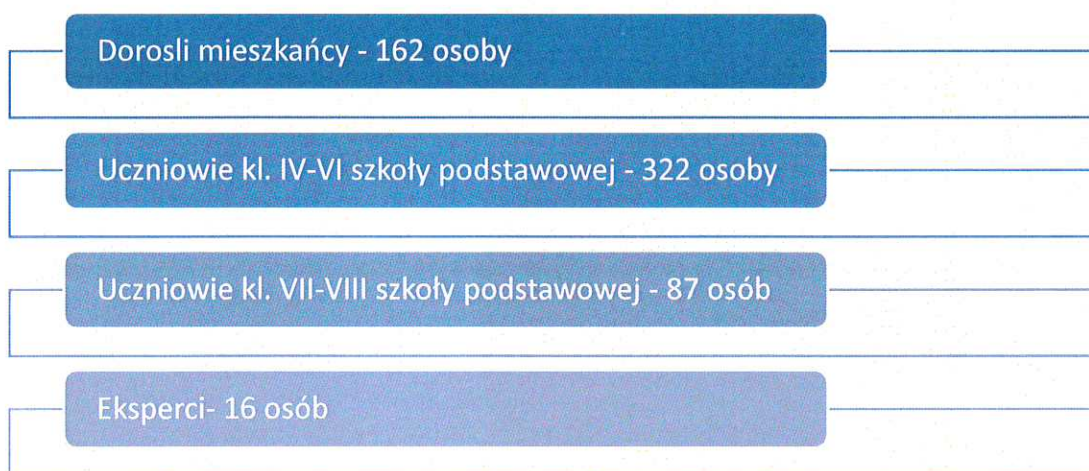 Dorosli mieszkańcy - 162 osoby
Uczniowie kl. IV-VI szkoły podstawowej - 322 osoby
Uczniowie kl. VII-VIII szkoły podstawowej - 87 osób
Eksperci- 16 osób